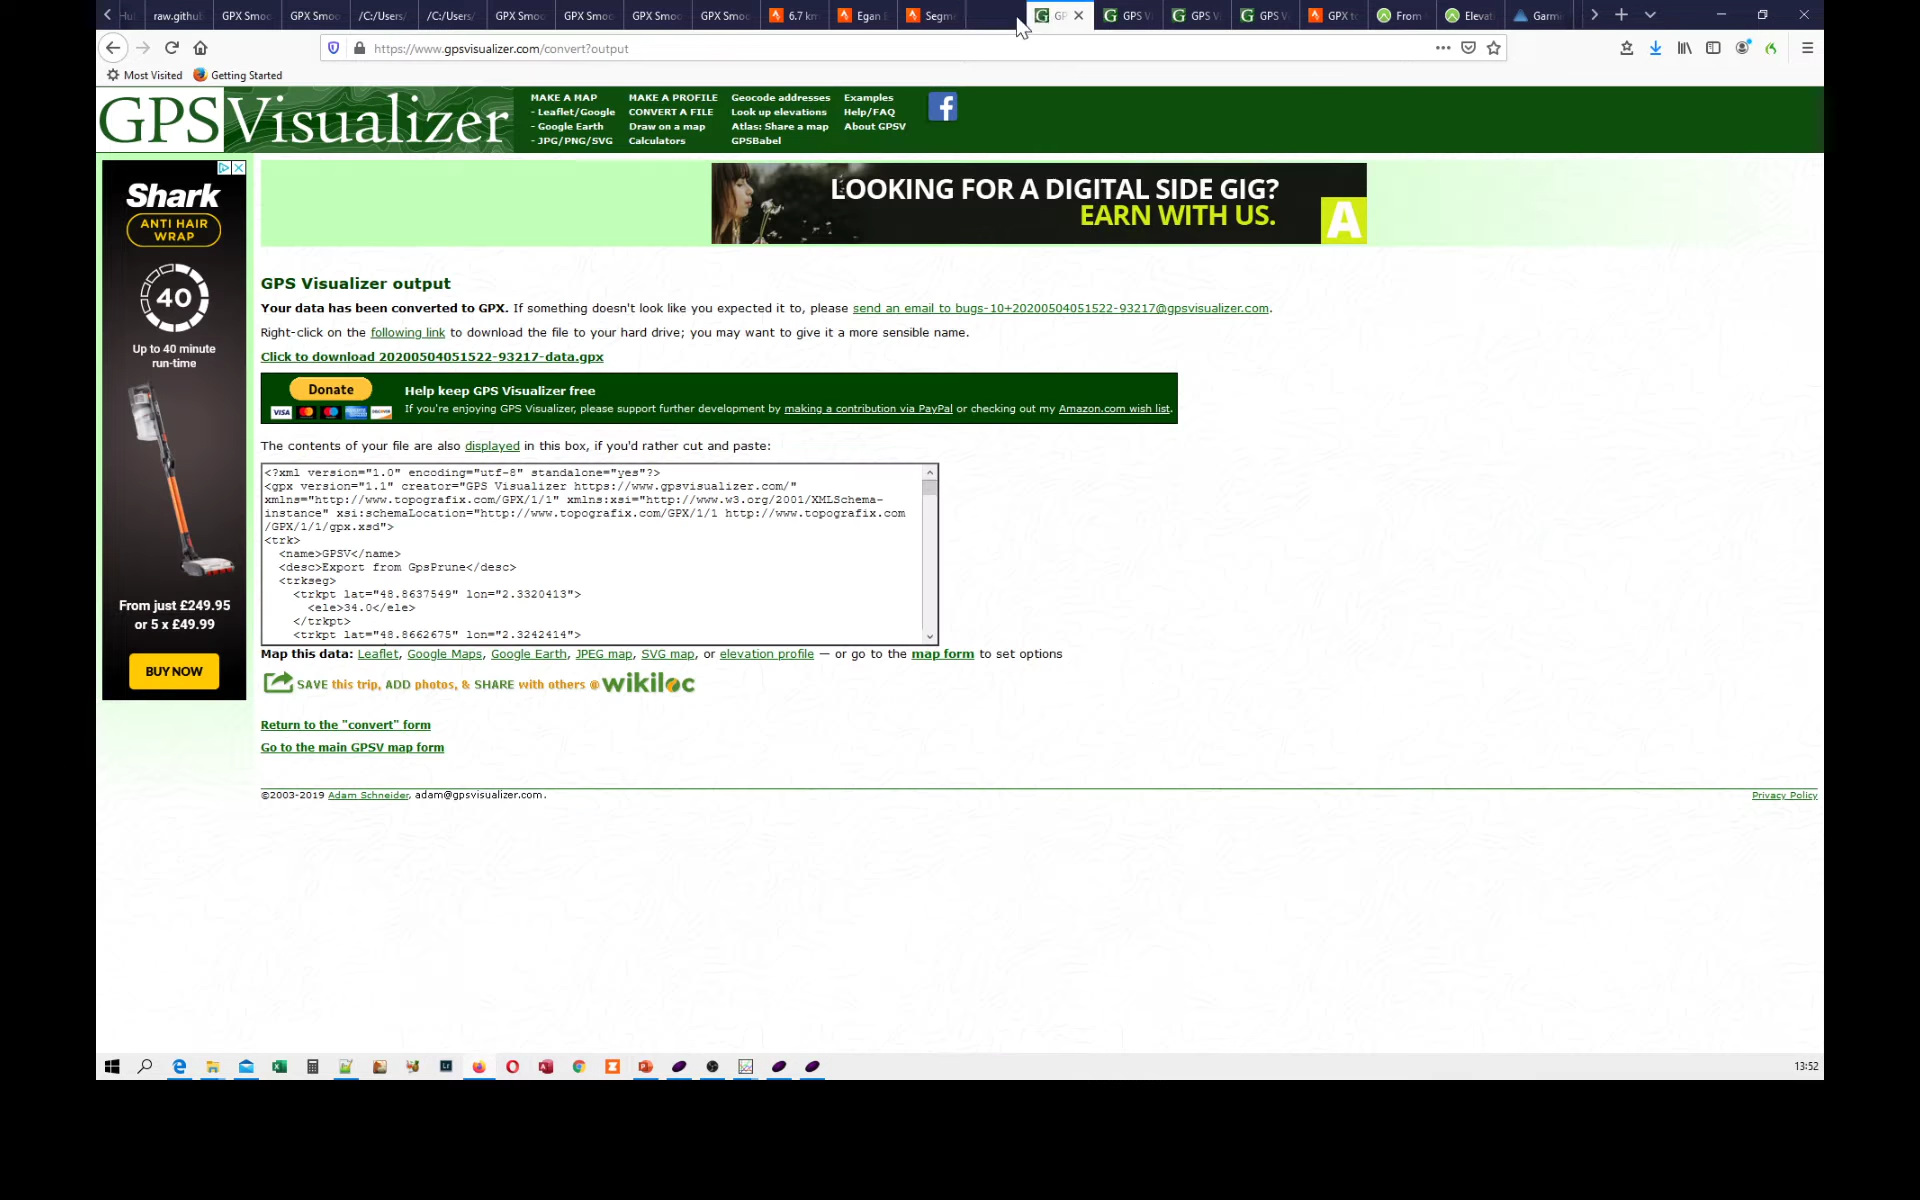 Hul
raw.githu
GPX Smoo
GPX Smoo
/C:/Users/
/C:/Users/
GPX Smoo
GPX Smoo
GPX Smoo
GPX Smoo
6.7 km
Egan
Segm
GP
GPS V
GPS V
GPS V
GPX t
From
Elevat
Garm
https://www.gpsvisualizer.com/convert?output
Most Visited
Getting Started
GPSVisualizer
MAKE A MAP
- Leaflet/Google
- Google Earth
- JPG/PNG/SVG
MAKE A PROFILE
CONVERT A FILE
Draw on a map
Calculators
Geocode addresses
Look up elevations
Atlas: Share a map
GPSBabel
Examples
Help/FAQ
About GPSV
Shark
ANTI HAIR
WRAP
40
Up to 40 minute
run-time
From just £249.95
or 5 x £49.99
BUY NOW
LOOKING FOR A DIGITAL SIDE GIG?
EARN WITH US.
A
GPS Visualizer output
Your data has been converted to GPX. If something doesn't look like you expected it to, please send an email to bugs-10+20200504051522-93217@gpsvisualizer.com.
Right-click on the following link to download the file to your hard drive; you may want to give it a more sensible name.
Click to download 20200504051522-93217-data.gpx
Donate
VISA
Help keep GPS Visualizer free
If you're enjoying GPS Visualizer, please support further development by making a contribution via PayPal or checking out my Amazon.com wish list.
The contents of your file are also displayed in this box, if you'd rather cut and paste:
<?xml version="1.0" encoding="utf-8" standalone="yes"?>
<gpx version="1.1" creator="GPS Visualizer https://www.gpsvisualizer.com/"
xmlns="http://www.topografix.com/GPX/1/1" xmlns:xsi="http://www.w3.org/2001/XMLSchema-
instance" xsi:schemaLocation="http://www.topografix.com/GPX/1/1 http://www.topografix.com
/GPX/1/1/gpx.xsd">
<trk>
<name>GPSV</name>
<desc>Export from GpsPrune</desc>
<trkseg>
<trkpt lat="48.8637549" lon="2.3320413">
<ele>34.0</ele>
</trkpt>
<trkpt lat="48.8662675" lon="2.3242414">
Map this data: Leaflet, Google Maps, Google Earth, JPEG map, SVG map, or elevation profile — or go to the map form to set options
SAVE this trip, ADD photos, & SHARE with others @ wikiloc
Return to the "convert" form
Go to the main GPSV map form
©2003-2019 Adam Schneider, adam@gpsvisualizer.com.
Privacy Policy
13:52